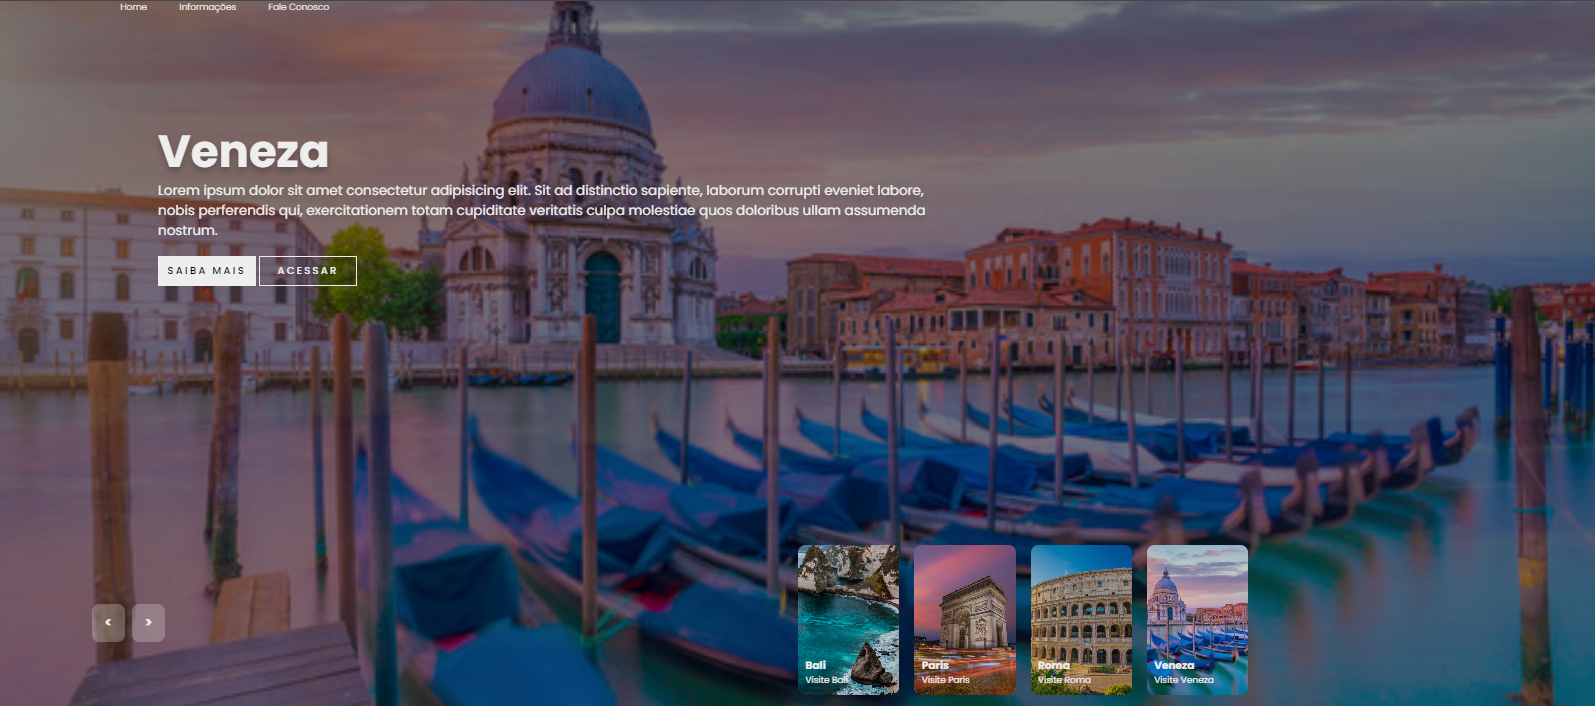 Home Informações Fale Conosco
Veneza
Lorem ipsum dolor sit amet consectetur adipisicing elit. Sit ad distinctio sapiente, laborum corrupti eveniet labore,
nobis perferendis qui, exercitationem totam cupiditate veritatis culpa molestiae quos doloribus ullam assumenda
nostrum.
SAIBA MAIS ACESSAR
< >
Bali
Visite Bali
Paris
Visite Paris
Roma
Visite Roma
Veneza
Visite Veneza